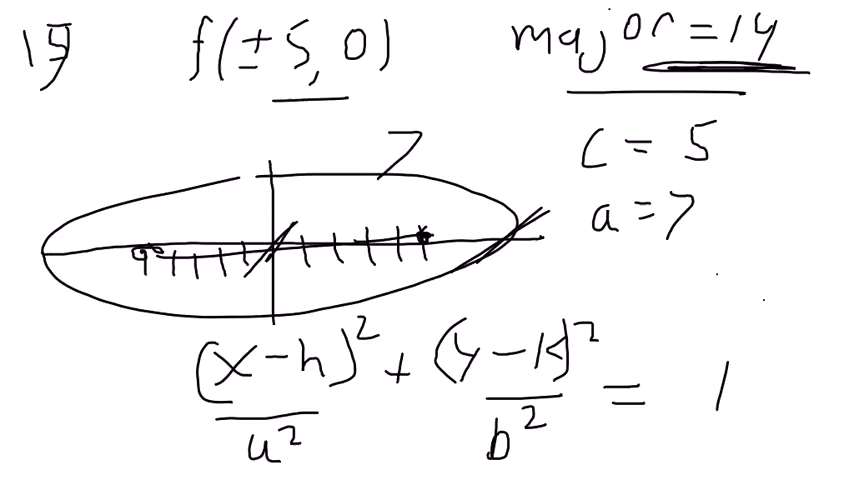 15) f(±5, 0) major = 14
7
c = 5
a = 7
(x-h)² / a² + (y-k)² / b² = 1